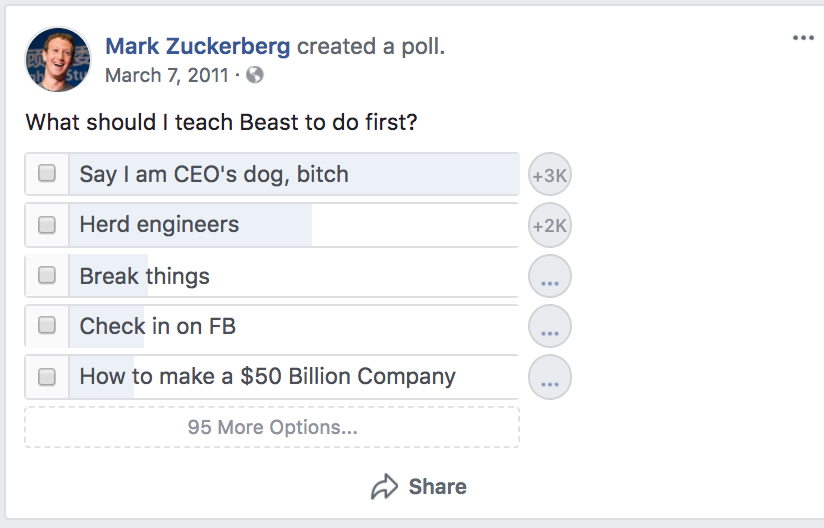 Mark Zuckerberg created a poll.
March 7, 2011 ·
What should I teach Beast to do first?
Say I am CEO's dog, bitch
+3K
Herd engineers
+2K
Break things
...
Check in on FB
...
How to make a $50 Billion Company
...
95 More Options...
Share